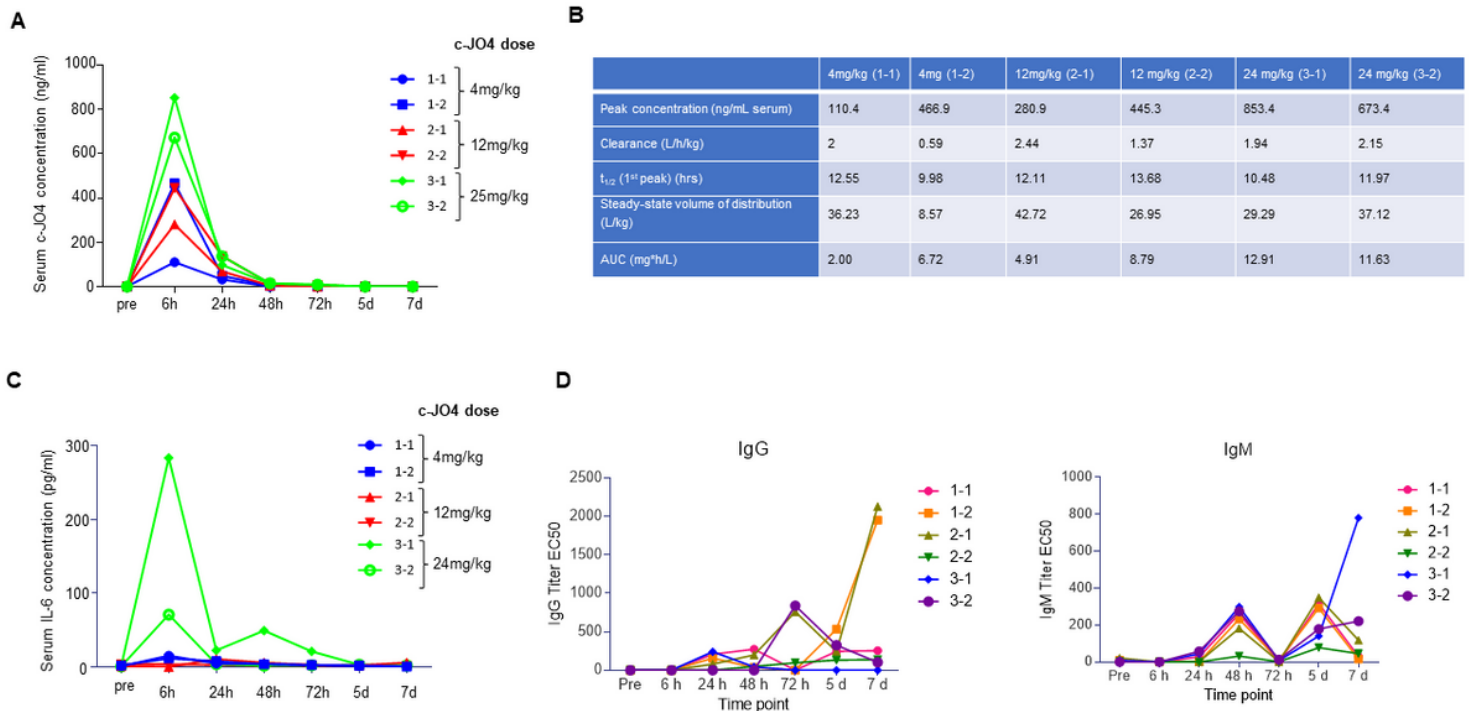 A
c-JO4 dose
Serum c-JO4 concentration (ng/ml)
1000
800
600
400
200
0
pre 6h 24h 48h 72h 5d 7d
1-1
1-2
4mg/kg
2-1
2-2
12mg/kg
3-1
3-2
25mg/kg
B
4mg/kg (1-1) 4mg (1-2) 12mg/kg (2-1) 12 mg/kg (2-2) 24 mg/kg (3-1) 24 mg/kg (3-2)
Peak concentration (ng/mL serum) 110.4 466.9 280.9 445.3 853.4 673.4
Clearance (L/h/kg) 2 0.59 2.44 1.37 1.94 2.15
t1/2 (1st peak) (hrs) 12.55 9.98 12.11 13.68 10.48 11.97
Steady-state volume of distribution
(L/kg) 36.23 8.57 42.72 26.95 29.29 37.12
AUC (mg*h/L) 2.00 6.72 4.91 8.79 12.91 11.63
C
c-JO4 dose
Serum IL-6 concentration (pg/ml)
300
200
100
0
pre 6h 24h 48h 72h 5d 7d
1-1
1-2
4mg/kg
2-1
2-2
12mg/kg
3-1
3-2
24mg/kg
D
IgG
IgG Titer EC50
2500
2000
1500
1000
500
0
Pre 6 h 24 h 48 h 72 h 5 d 7 d
Time point
1-1
1-2
2-1
2-2
3-1
3-2
IgM
IgM Titer EC50
1000
800
600
400
200
0
Pre 6 h 24 h 48 h 72 h 5 d 7 d
Time point
1-1
1-2
2-1
2-2
3-1
3-2